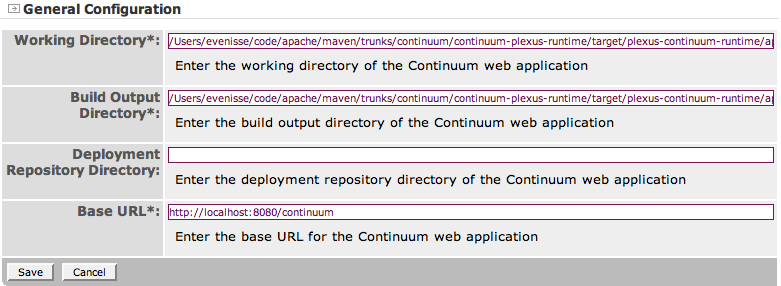 General Configuration
Working Directory*: /Users/evenisse/code/apache/maven/trunks/continuum/continuum-plexus-runtime/target/plexus-continuum-runtime/ap
Enter the working directory of the Continuum web application
Build Output
Directory*: /Users/evenisse/code/apache/maven/trunks/continuum/continuum-plexus-runtime/target/plexus-continuum-runtime/ap
Enter the build output directory of the Continuum web application
Deployment
Repository Directory:
Enter the deployment repository directory of the Continuum web application
Base URL*: http://localhost:8080/continuum
Enter the base URL for the Continuum web application
Save Cancel